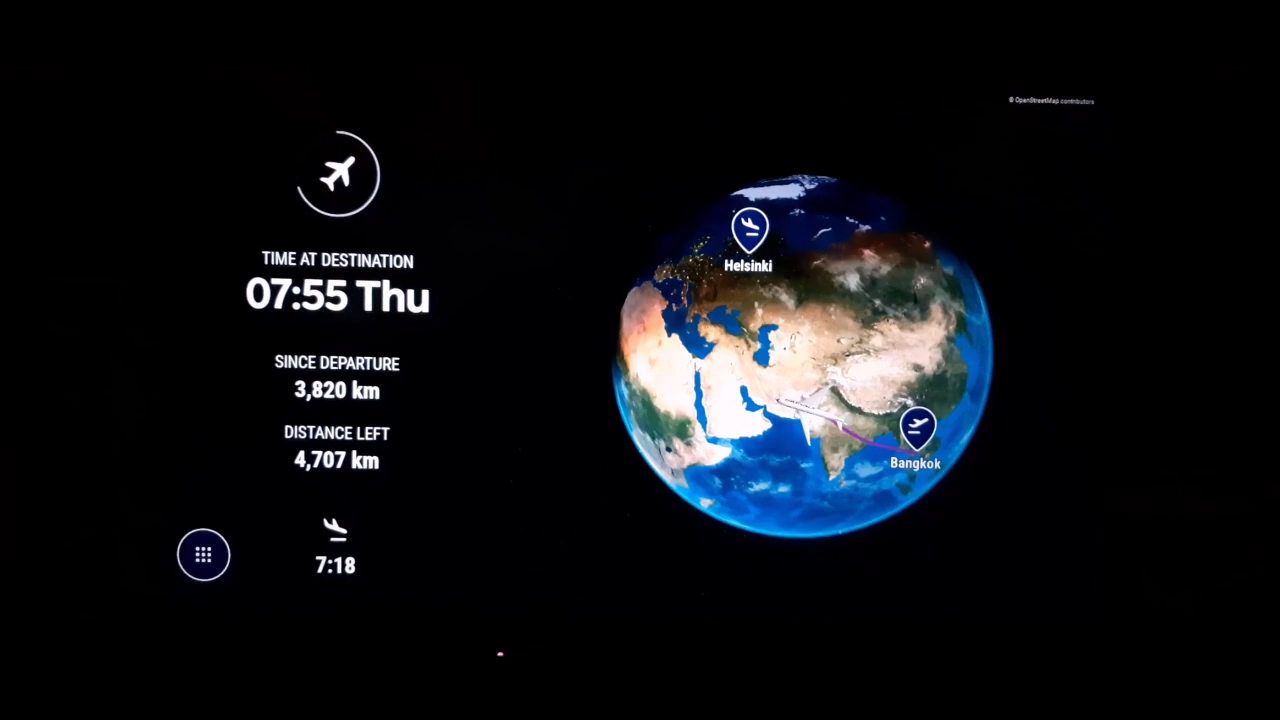 © OpenStreetMap contributors
TIME AT DESTINATION
07:55 Thu
Helsinki
SINCE DEPARTURE
3,820 km
DISTANCE LEFT
4,707 km
Bangkok
7:18